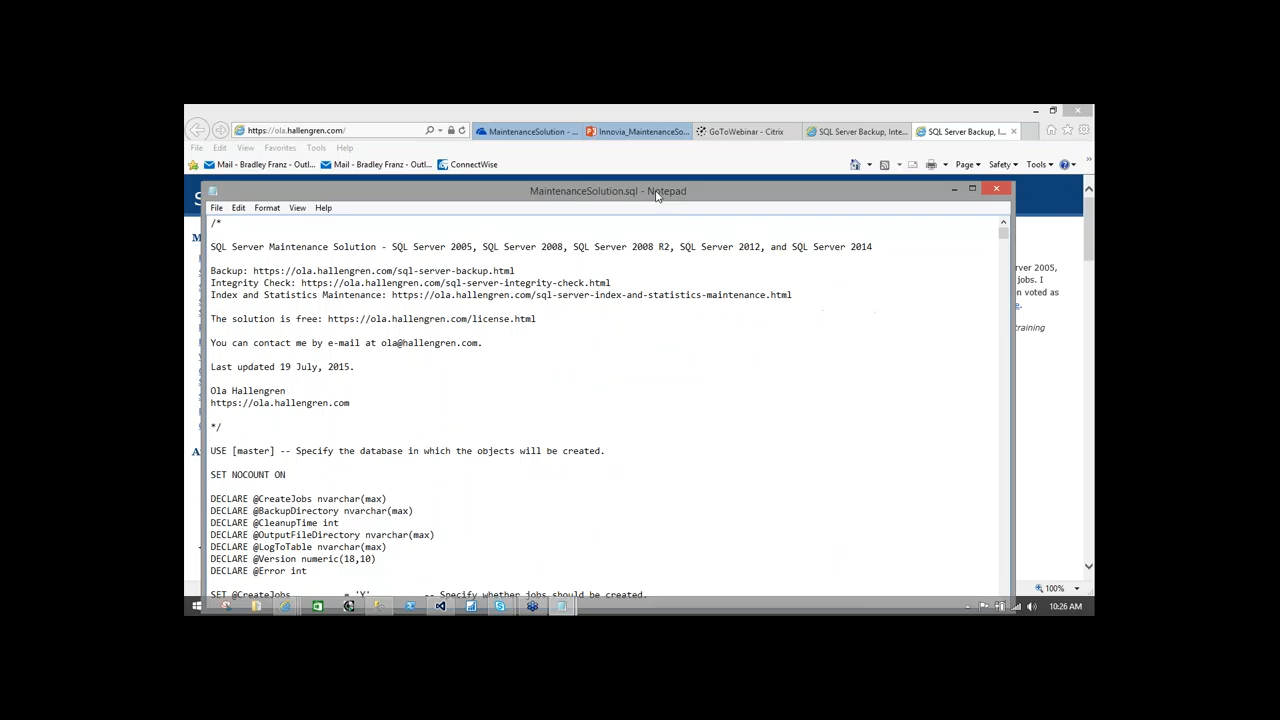 https://ola.hallengren.com/
MaintenanceSolution - ...
Innovia_MaintenanceSo...
GoToWebinar - Citrix
SQL Server Backup, Inte...
SQL Server Backup, I...
File Edit View Favorites Tools Help
Mail - Bradley Franz - Outl...
Mail - Bradley Franz - Outl...
ConnectWise
Page
Safety
Tools
MaintenanceSolution.sql - Notepad
File Edit Format View Help
/*
SQL Server Maintenance Solution - SQL Server 2005, SQL Server 2008, SQL Server 2008 R2, SQL Server 2012, and SQL Server 2014
Backup: https://ola.hallengren.com/sql-server-backup.html
Integrity Check: https://ola.hallengren.com/sql-server-integrity-check.html
Index and Statistics Maintenance: https://ola.hallengren.com/sql-server-index-and-statistics-maintenance.html
The solution is free: https://ola.hallengren.com/license.html
You can contact me by e-mail at ola@hallengren.com.
Last updated 19 July, 2015.
Ola Hallengren
https://ola.hallengren.com
*/
USE [master] -- Specify the database in which the objects will be created.
SET NOCOUNT ON
DECLARE @CreateJobs nvarchar(max)
DECLARE @BackupDirectory nvarchar(max)
DECLARE @CleanupTime int
DECLARE @OutputFileDirectory nvarchar(max)
DECLARE @LogToTable nvarchar(max)
DECLARE @Version numeric(18,10)
DECLARE @Error int
SET @CreateJobs = 'Y' -- Specify whether jobs should be created.
rver 2005,
jobs. I
n voted as
training
100%
10:26 AM